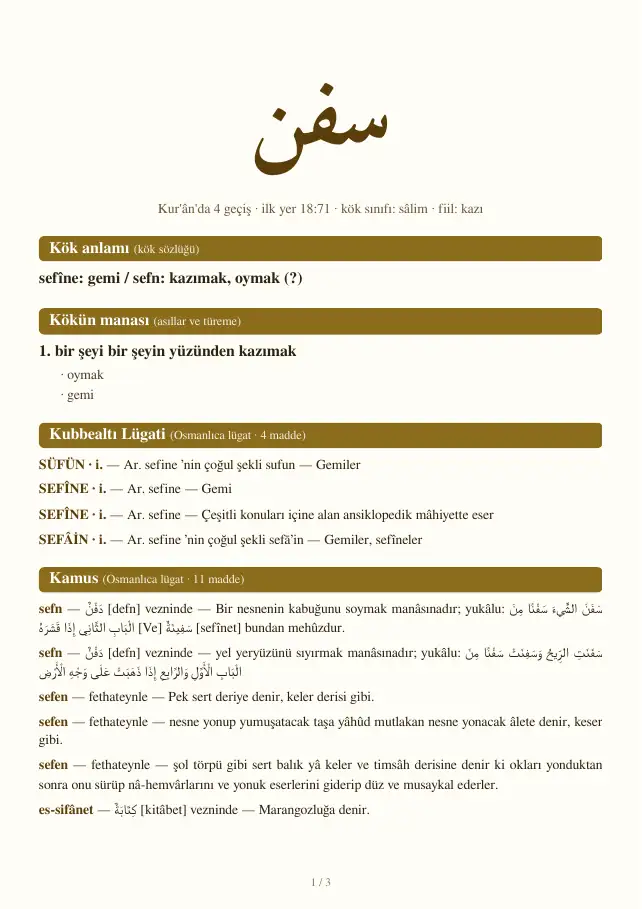 سفن
Kur'ân'da 4 geçiş · ilk yer 18:71 · kök sınıfı: sâlim · fiil: kazı
Kök anlamı (kök sözlüğü)
sefîne: gemi / sefn: kazımak, oymak (?)
Kökün manası (asıllar ve türeme)
1. bir şeyi bir şeyin yüzünden kazımak
· oymak
· gemi
Kubbealtı Lügati (Osmanlıca lügat · 4 madde)
SÜFÜN · i. — Ar. sefіne 'nin çoğul şekli sufun — Gemiler
SEFÎNE · i. — Ar. sefіne — Gemi
SEFÎNE · i. — Ar. sefіne — Çeşitli konuları içine alan ansiklopedik mâhiyette eser
SEFÂİN · i. — Ar. sefіne 'nin çoğul şekli sefâ'in — Gemiler, sefîneler
Kamus (Osmanlıca lügat · 11 madde)
sefn — دَفْنٌ [defn] vezninde — Bir nesnenin kabuğunu soymak manâsınadır; yukâlu: سَفَنَ الشَّيْءَ سَفْنًا مِنَ
الْبَابِ الثَّانِي إِذَا قَشَرَهُ [Ve] سَفِينَةٌ [sefînet] bundan mehûzdur.
sefn — دَفْنٌ [defn] vezninde — yel yeryüzünü sıyırmak manâsınadır; yukâlu: سَفَنَتِ الرِّيحُ وَسَفِنَتْ سَفْنًا مِنَ
الْبَابِ الْأَوَّلِ وَالرَّابِعِ إِذَا ذَهَبَتْ عَلَى وَجْهِ الْأَرْضِ
sefen — fethateynle — Pek sert deriye denir, keler derisi gibi.
sefen — fethateynle — nesne yonup yumuşatacak taşa yâhûd mutlakan nesne yonacak âlete denir, keser
gibi.
sefen — fethateynle — şol törpü gibi sert balık yâ keler ve timsâh derisine denir ki okları yonduktan
sonra onu sürüp nâ-hemvârlarını ve yonuk eserlerini giderip düz ve musaykal ederler.
es-sifânet — كِتَابَةٌ [kitâbet] vezninde — Marangozluğa denir.
1 / 3